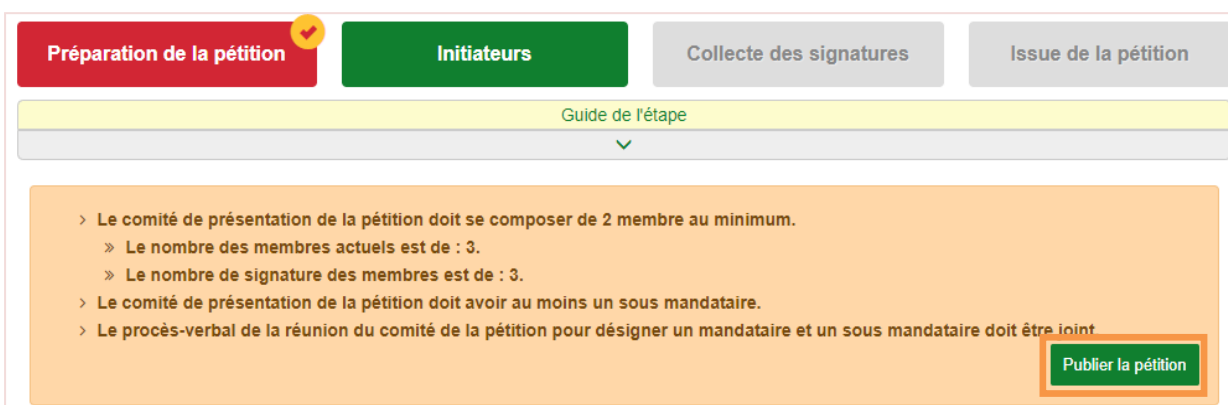 Préparation de la pétition
Initiateurs
Collecte des signatures
Issue de la pétition
Guide de l'étape
> Le comité de présentation de la pétition doit se composer de 2 membre au minimum.
» Le nombre des membres actuels est de : 3.
» Le nombre de signature des membres est de : 3.
> Le comité de présentation de la pétition doit avoir au moins un sous mandataire.
> Le procès-verbal de la réunion du comité de la pétition pour désigner un mandataire et un sous mandataire doit être joint
Publier la pétition